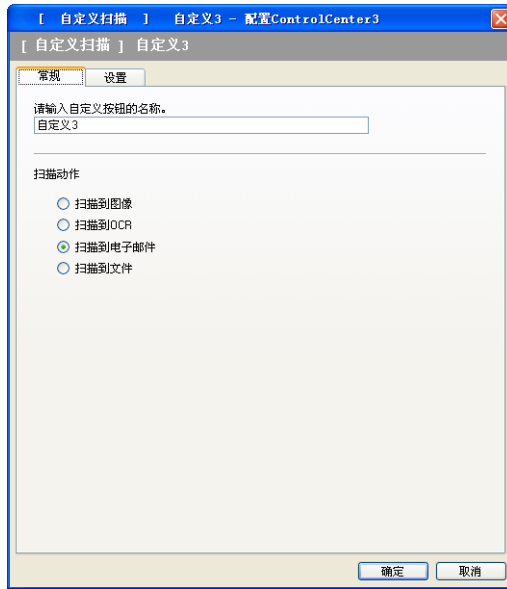 [ 自定义扫描 ] 自定义3 - 配置ControlCenter3
[ 自定义扫描 ] 自定义3
常规 设置
请输入自定义按钮的名称。
自定义3
扫描动作
扫描到图像
扫描到OCR
扫描到电子邮件
扫描到文件
确定 取消